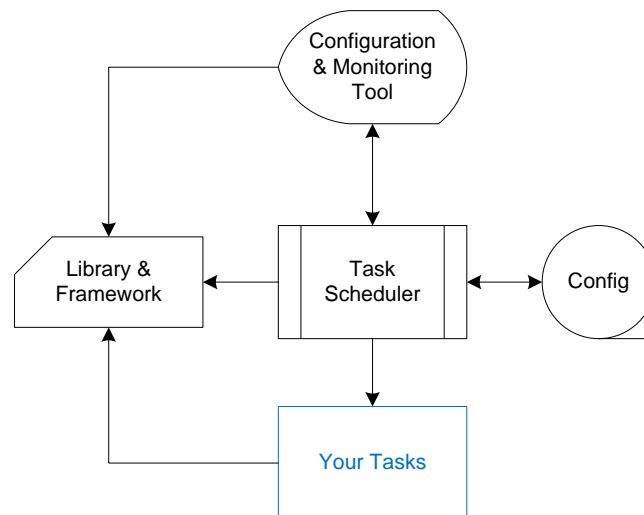 Configuration
& Monitoring
Tool
Library &
Framework
Task
Scheduler
Config
Your Tasks